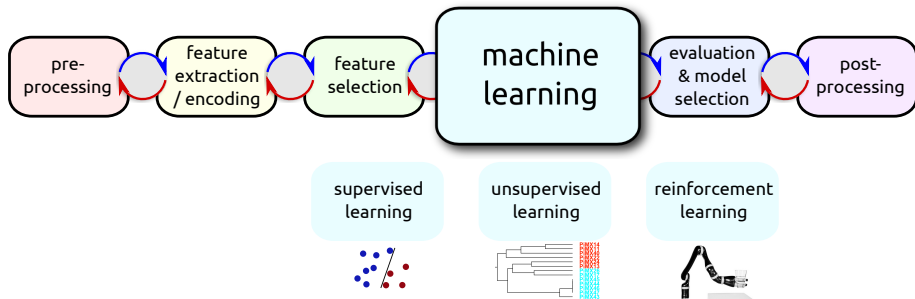 pre-
processing
feature
extraction
/ encoding
feature
selection
machine
learning
evaluation
& model
selection
post-
processing
supervised
learning
unsupervised
learning
reinforcement
learning